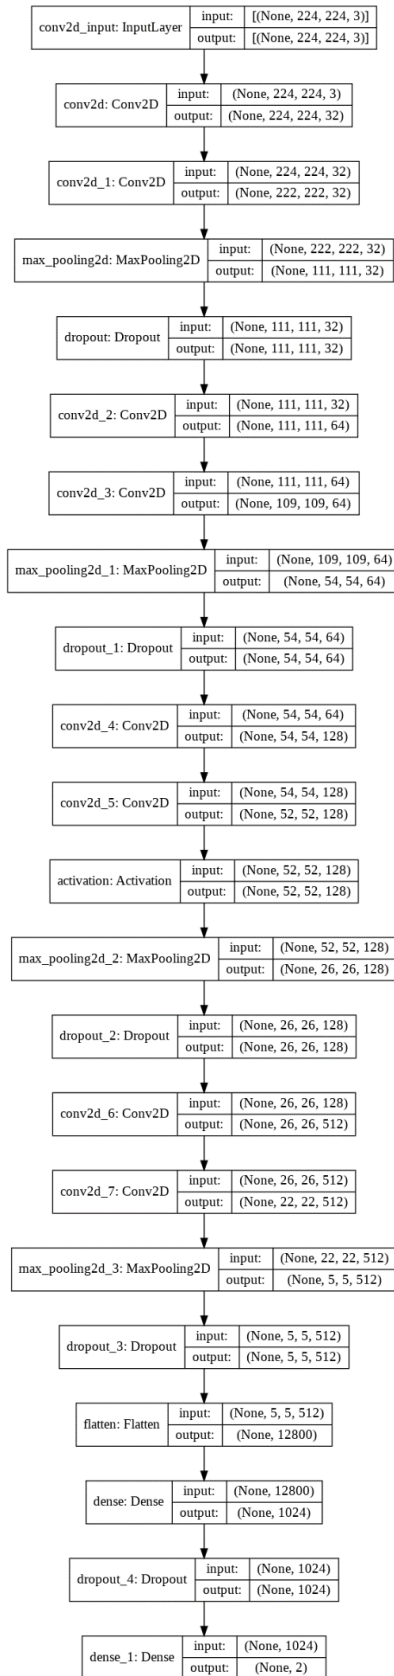 conv2d_input: InputLayer input: [(None, 224, 224, 3)]
output: [(None, 224, 224, 3)]
conv2d: Conv2D input: (None, 224, 224, 3)
output: (None, 224, 224, 32)
conv2d_1: Conv2D input: (None, 224, 224, 32)
output: (None, 222, 222, 32)
max_pooling2d: MaxPooling2D input: (None, 222, 222, 32)
output: (None, 111, 111, 32)
dropout: Dropout input: (None, 111, 111, 32)
output: (None, 111, 111, 32)
conv2d_2: Conv2D input: (None, 111, 111, 32)
output: (None, 111, 111, 64)
conv2d_3: Conv2D input: (None, 111, 111, 64)
output: (None, 109, 109, 64)
max_pooling2d_1: MaxPooling2D input: (None, 109, 109, 64)
output: (None, 54, 54, 64)
dropout_1: Dropout input: (None, 54, 54, 64)
output: (None, 54, 54, 64)
conv2d_4: Conv2D input: (None, 54, 54, 64)
output: (None, 54, 54, 128)
conv2d_5: Conv2D input: (None, 54, 54, 128)
output: (None, 52, 52, 128)
activation: Activation input: (None, 52, 52, 128)
output: (None, 52, 52, 128)
max_pooling2d_2: MaxPooling2D input: (None, 52, 52, 128)
output: (None, 26, 26, 128)
dropout_2: Dropout input: (None, 26, 26, 128)
output: (None, 26, 26, 128)
conv2d_6: Conv2D input: (None, 26, 26, 128)
output: (None, 26, 26, 512)
conv2d_7: Conv2D input: (None, 26, 26, 512)
output: (None, 22, 22, 512)
max_pooling2d_3: MaxPooling2D input: (None, 22, 22, 512)
output: (None, 5, 5, 512)
dropout_3: Dropout input: (None, 5, 5, 512)
output: (None, 5, 5, 512)
flatten: Flatten input: (None, 5, 5, 512)
output: (None, 12800)
dense: Dense input: (None, 12800)
output: (None, 1024)
dropout_4: Dropout input: (None, 1024)
output: (None, 1024)
dense_1: Dense input: (None, 1024)
output: (None, 2)